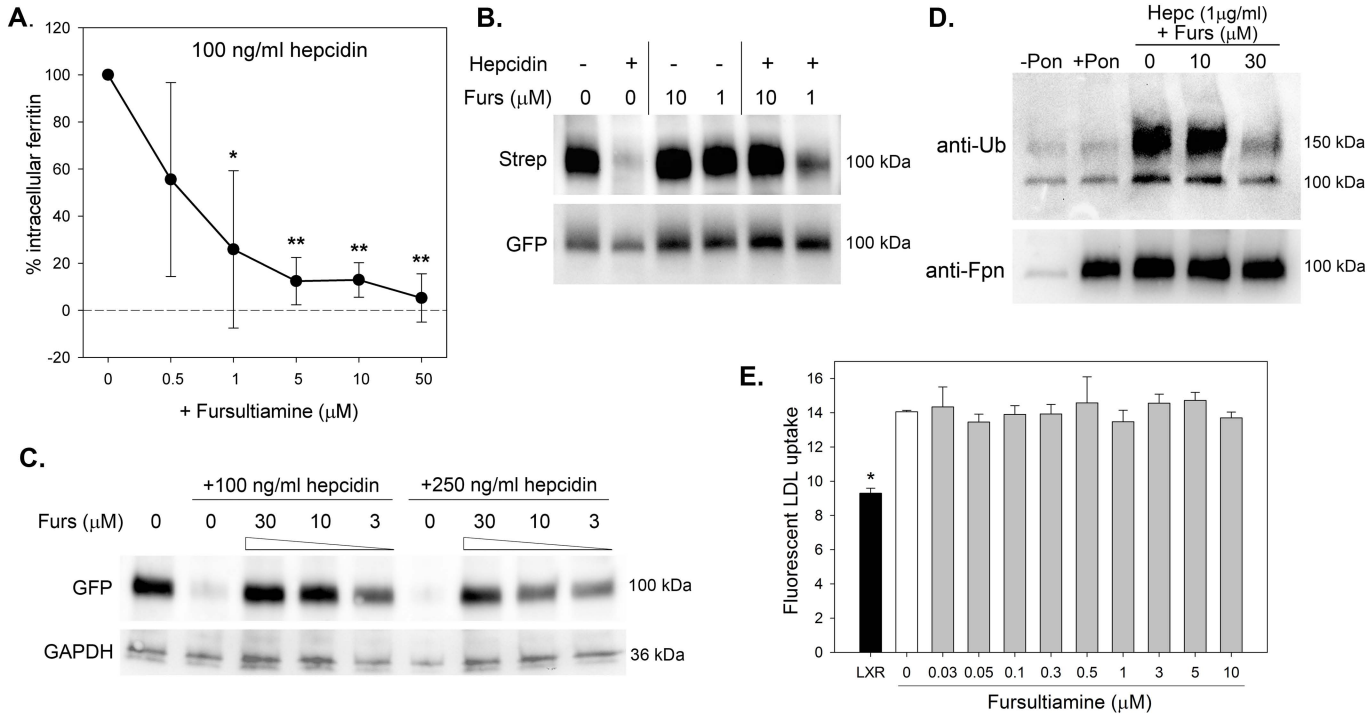 A.
100 ng/ml hepcidin
% intracellular ferritin
120
100
80
60
40
20
0
-20
*
**
**
**
0 0.5 1 5 10 50
+ Fursultiamine (μM)
B.
Hepcidin - + - - + +
Furs (μM) 0 0 10 1 10 1
Strep 100 kDa
GFP 100 kDa
C.
+100 ng/ml hepcidin +250 ng/ml hepcidin
Furs (μM) 0 0 30 10 3 0 30 10 3
GFP 100 kDa
GAPDH 36 kDa
D.
Hepc (1μg/ml)
+ Furs (μM)
-Pon +Pon 0 10 30
anti-Ub 150 kDa
100 kDa
anti-Fpn 100 kDa
E.
Fluorescent LDL uptake
16
14
12
10
8
6
4
2
0
*
LXR 0 0.03 0.05 0.1 0.3 0.5 1 3 5 10
Fursultiamine (μM)